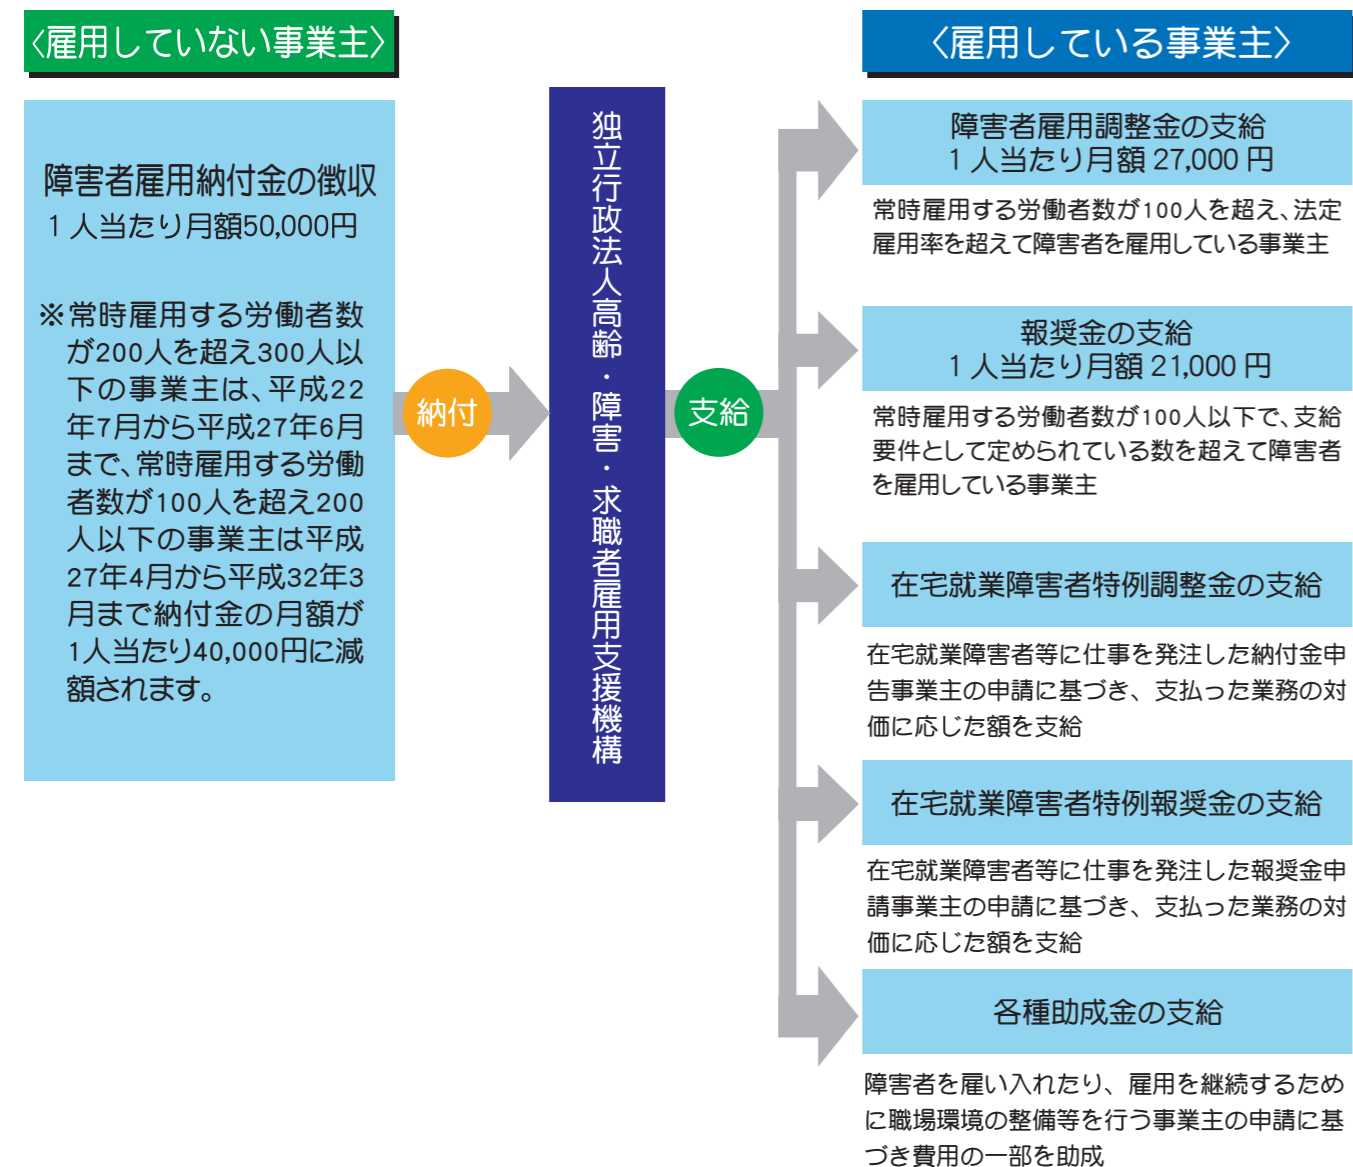 〈雇用していない事業主〉
障害者雇用納付金の徴収
1人当たり月額50,000円
※常時雇用する労働者数
が200人を超え300人以
下の事業主は、平成22
年7月から平成27年6月
まで、常時雇用する労働
者数が100人を超え200
人以下の事業主は平成
27年4月から平成32年3
月まで納付金の月額が
1人当たり40,000円に減
額されます。
納付
独立行政法人高齢・障害・求職者雇用支援機構
支給
〈雇用している事業主〉
障害者雇用調整金の支給
1人当たり月額 27,000 円
常時雇用する労働者数が100人を超え、法定
雇用率を超えて障害者を雇用している事業主
報奨金の支給
1人当たり月額 21,000 円
常時雇用する労働者数が100人以下で、支給
要件として定められている数を超えて障害者
を雇用している事業主
在宅就業障害者特例調整金の支給
在宅就業障害者等に仕事を発注した納付金申
告事業主の申請に基づき、支払った業務の対
価に応じた額を支給
在宅就業障害者特例報奨金の支給
在宅就業障害者等に仕事を発注した報奨金申
請事業主の申請に基づき、支払った業務の対
価に応じた額を支給
各種助成金の支給
障害者を雇い入れたり、雇用を継続するため
に職場環境の整備等を行う事業主の申請に基
づき費用の一部を助成